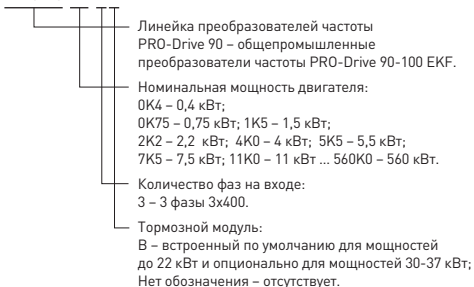 Линейка преобразователей частоты
PRO-Drive 90 – общепромышленные
преобразователи частоты PRO-Drive 90-100 EKF.
Номинальная мощность двигателя:
0K4 – 0,4 кВт;
0K75 – 0,75 кВт; 1K5 – 1,5 кВт;
2K2 – 2,2  кВт;  4K0 – 4 кВт;  5K5 – 5,5 кВт;
7K5 – 7,5 кВт; 11K0 – 11 кВт ... 560K0 – 560 кВт.
Количество фаз на входе:
3 – 3 фазы 3х400.
Тормозной модуль:
B – встроенный по умолчанию для мощностей
до 22 кВт и опционально для мощностей 30-37 кВт;
Нет обозначения – отсутствует.